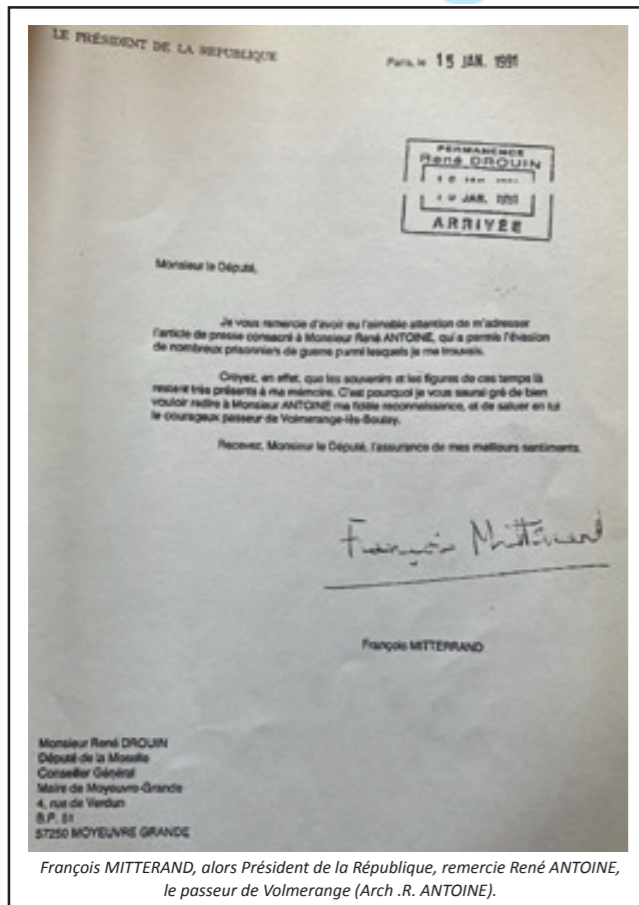 LE PRÉSIDENT DE LA REPUBLIQUE
Paris, le 15 JAN. 1991
PERMANENCE
René DROUIN
JAN.
ARRIVÉE
Monsieur le Député,
Je vous remercie d'avoir eu l'aimable attention de m'adresser
l'article de presse consacré à Monsieur René ANTOINE, qui a permis l'évasion
de nombreux prisonniers de guerre parmi lesquels je me trouvais.
Croyez, en effet, que les souvenirs et les figures de ces temps là
restent très présents à ma mémoire. C'est pourquoi je vous saurai gré de bien
vouloir redire à Monsieur ANTOINE ma fidèle reconnaissance, et de saluer en lui
le courageux passeur de Volmerange-lès-Boulay.
Recevez, Monsieur le Député, l'assurance de mes meilleurs sentiments.
François Mitterrand
François MITTERRAND
Monsieur René DROUIN
Député de la Moselle
Conseiller Général
Maire de Moyeuvre-Grande
4, rue de Verdun
B.P. 51
57250 MOYEUVRE GRANDE
François MITTERAND, alors Président de la République, remercie René ANTOINE,
le passeur de Volmerange (Arch .R. ANTOINE).